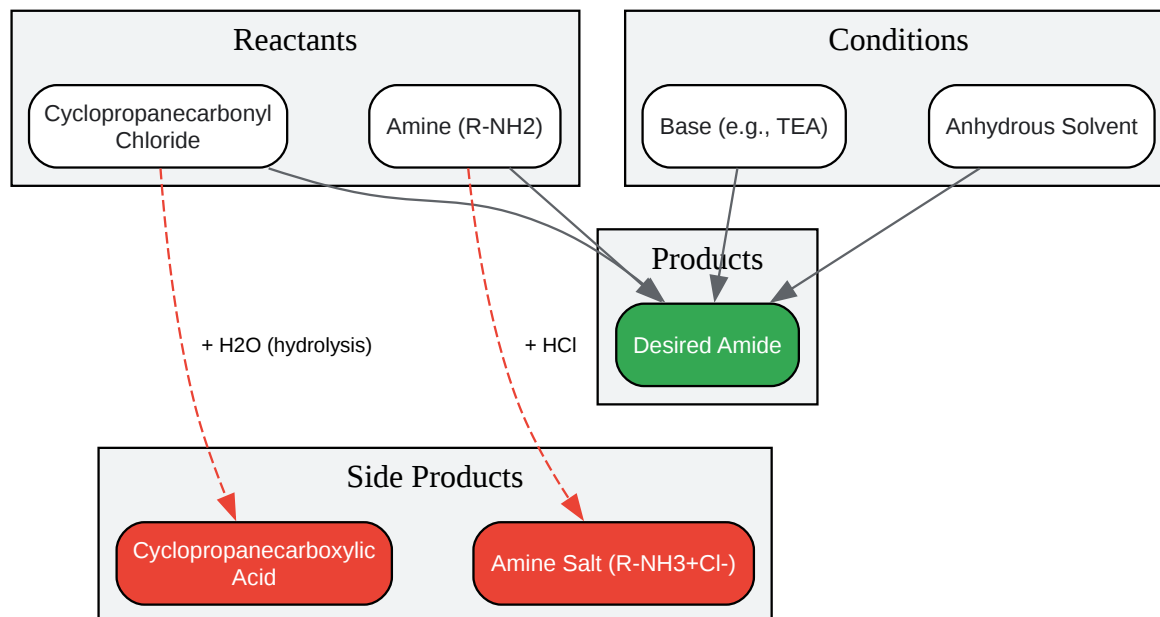 Reactants
Conditions
Cyclopropanecarbonyl
Chloride
Amine (R-NH2)
Base (e.g., TEA)
Anhydrous Solvent
Products
+ H2O (hydrolysis)
+ HCl
Desired Amide
Side Products
Cyclopropanecarboxylic
Acid
Amine Salt (R-NH3+Cl-)